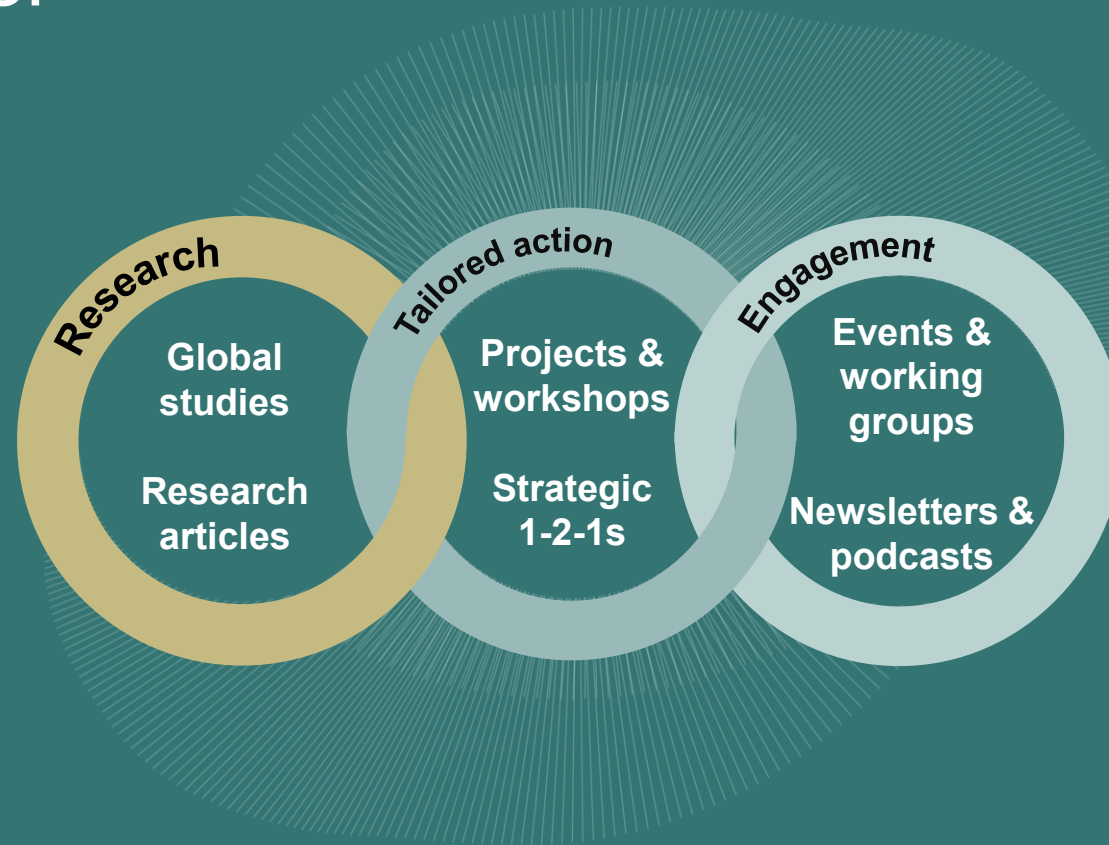 Research
Global
studies
Research
articles
Tailored action
Projects &
workshops
Strategic
1-2-1s
Engagement
Events &
working
groups
Newsletters &
podcasts